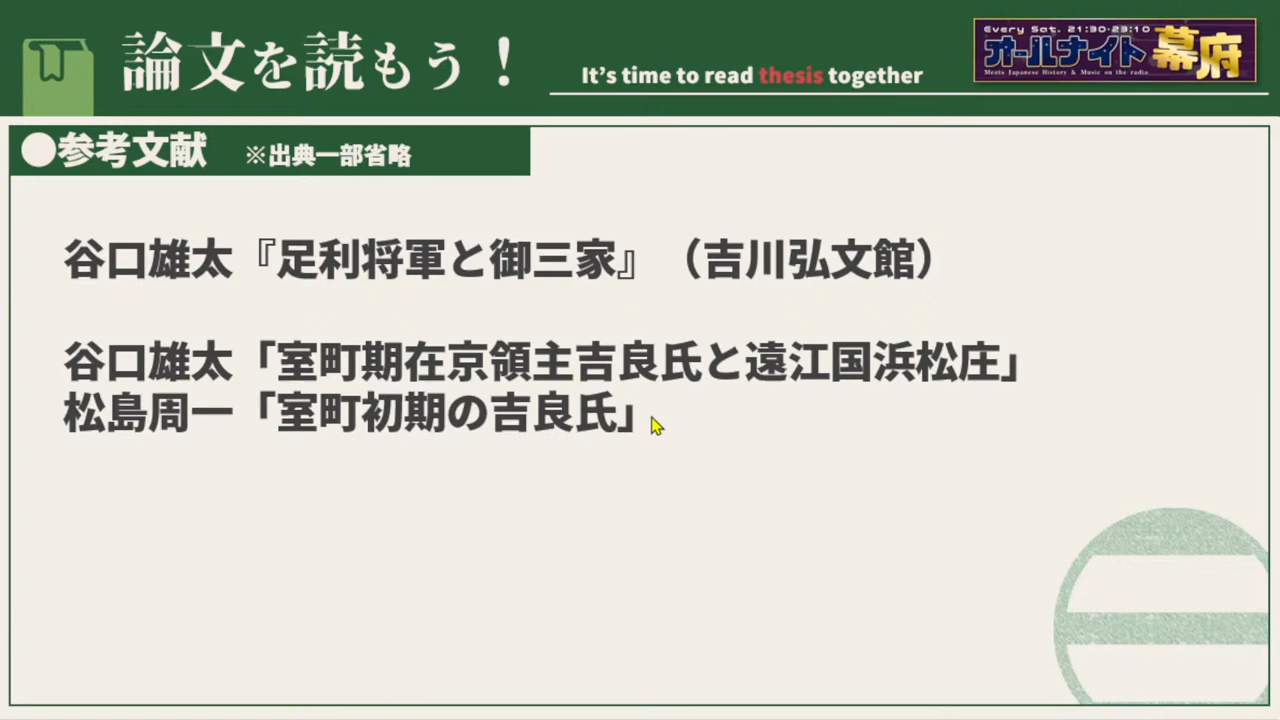 論文を読もう！
It's time to read thesis together
Every Sat. 21:30-23:10
オールナイト幕府
Meets Japanese History & Music on the radio
●参考文献 ※出典一部省略
谷口雄太『足利将軍と御三家』（吉川弘文館）
谷口雄太「室町期在京領主吉良氏と遠江国浜松庄」
松島周一「室町初期の吉良氏」